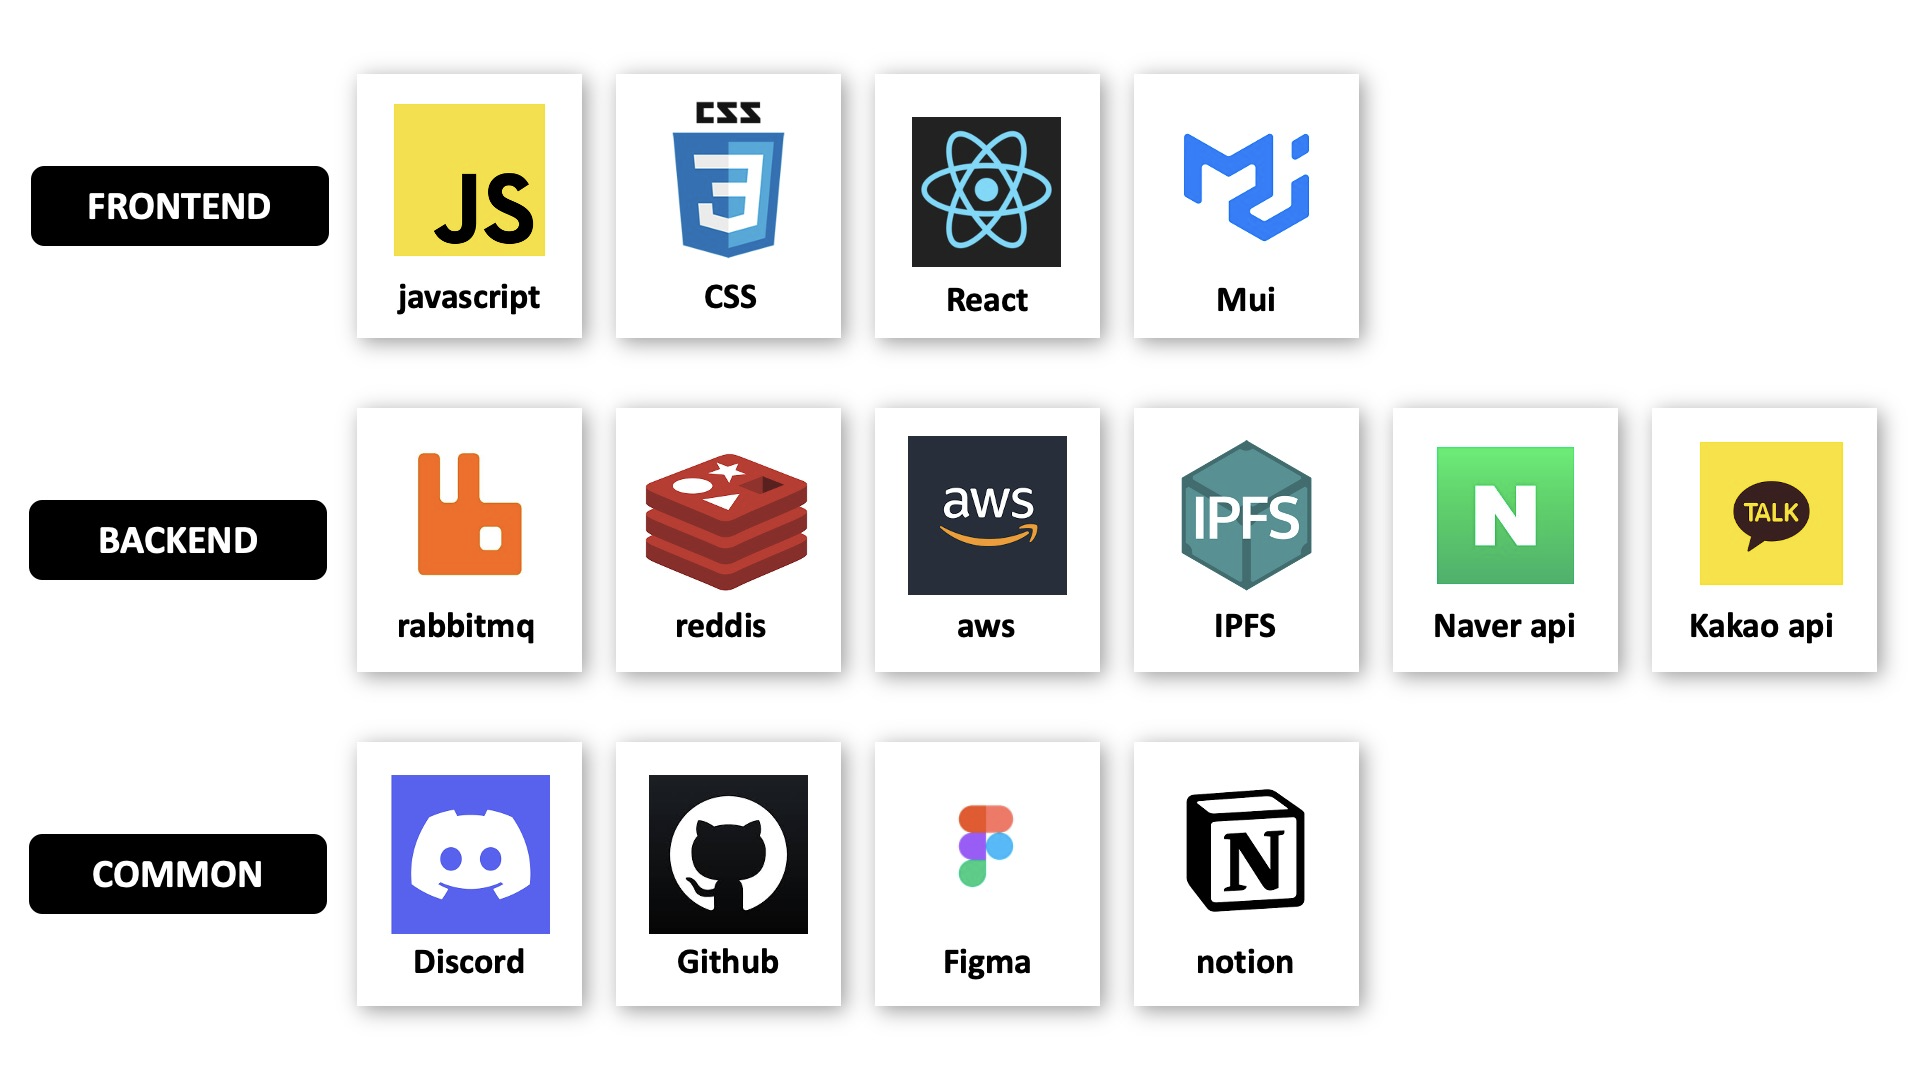 FRONTEND
JS
javascript
CSS
3
CSS
React
Mui
BACKEND
rabbitmq
reddis
aws
aws
IPFS
IPFS
N
Naver api
TALK
Kakao api
COMMON
Discord
Github
Figma
N
notion